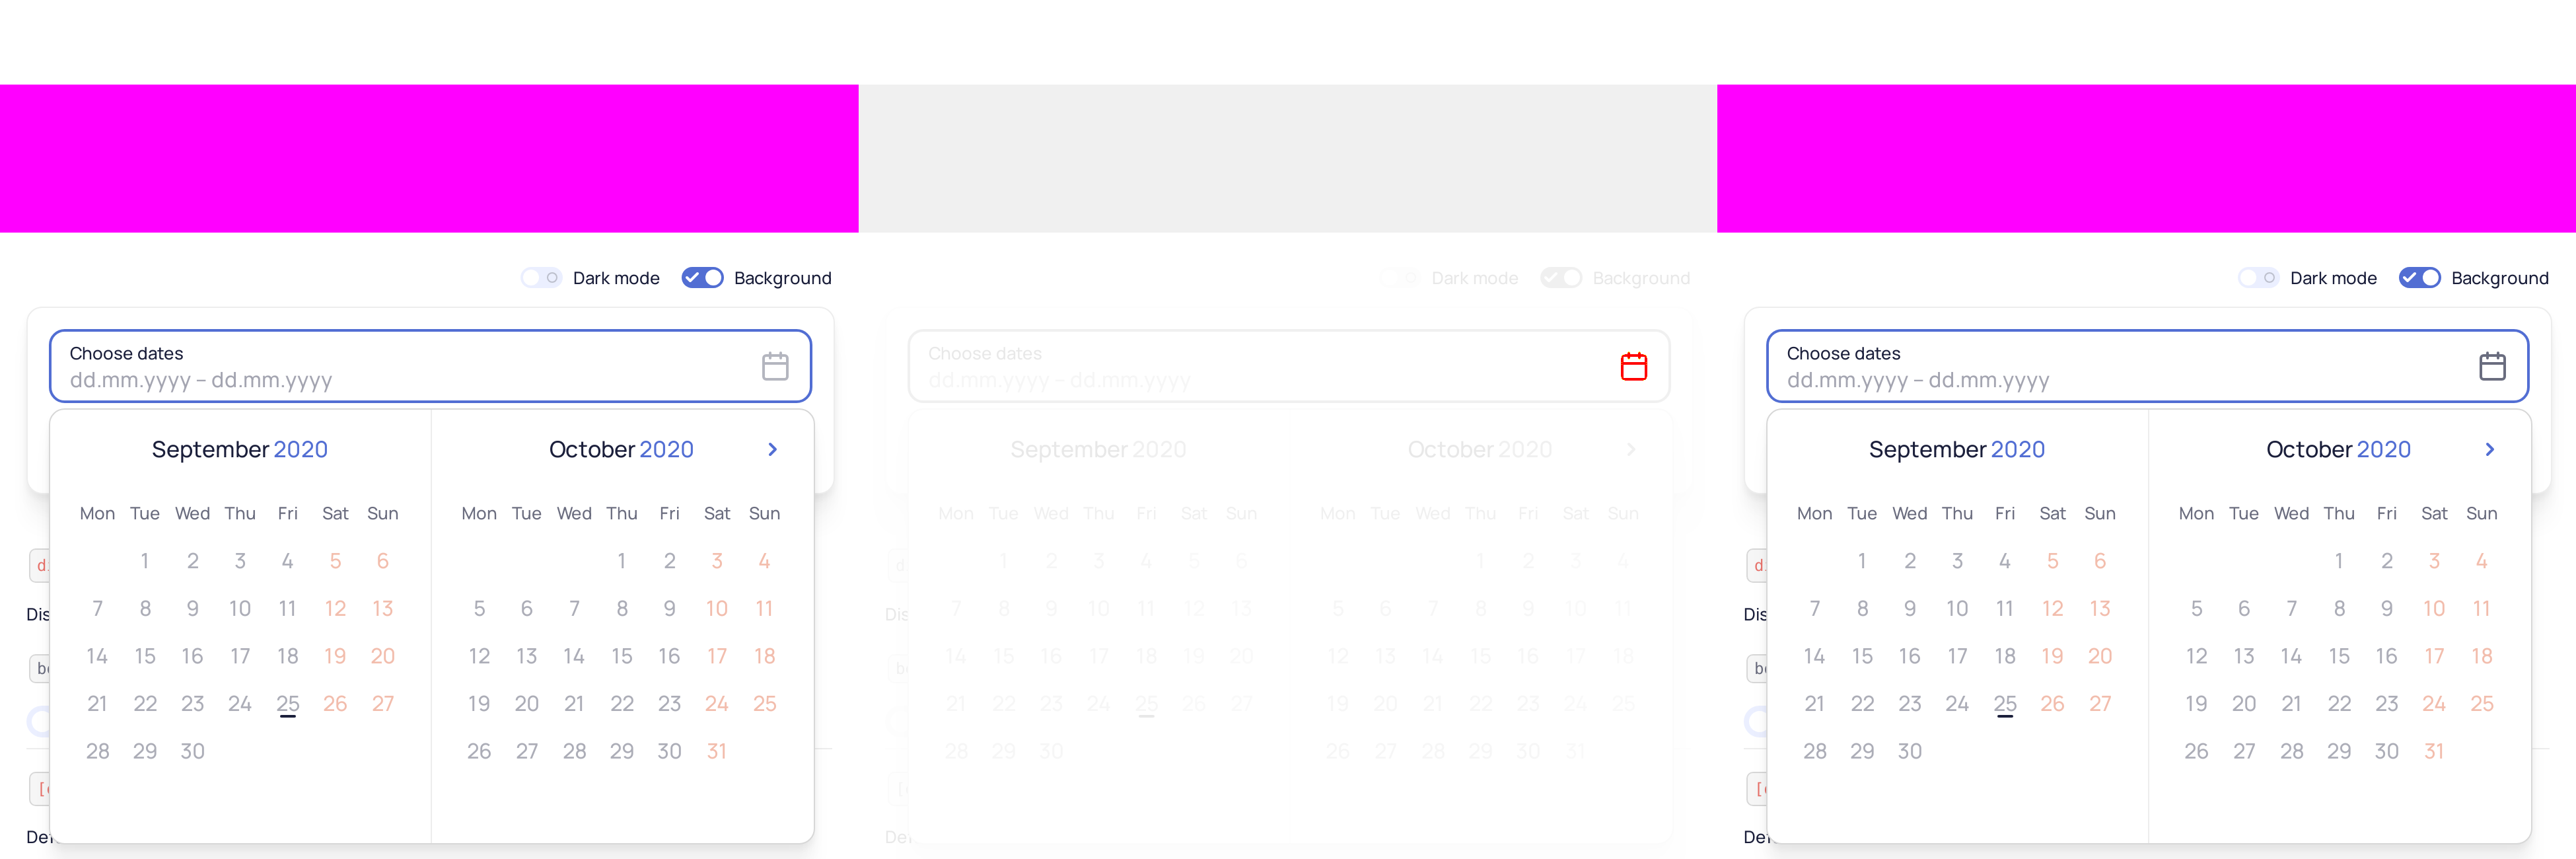 Dark mode Background
Choose dates
dd.mm.yyyy – dd.mm.yyyy
September 2020
Mon Tue Wed Thu Fri Sat Sun
1 2 3 4 5 6
7 8 9 10 11 12 13
14 15 16 17 18 19 20
21 22 23 24 25 26 27
28 29 30
October 2020
Mon Tue Wed Thu Fri Sat Sun
1 2 3 4
5 6 7 8 9 10 11
12 13 14 15 16 17 18
19 20 21 22 23 24 25
26 27 28 29 30 31
Dis
Dark mode Background
Choose dates
dd.mm.yyyy – dd.mm.yyyy
September 2020
Mon Tue Wed Thu Fri Sat Sun
1 2 3 4 5 6
7 8 9 10 11 12 13
14 15 16 17 18 19 20
21 22 23 24 25 26 27
28 29 30
October 2020
Mon Tue Wed Thu Fri Sat Sun
1 2 3 4
5 6 7 8 9 10 11
12 13 14 15 16 17 18
19 20 21 22 23 24 25
26 27 28 29 30 31
Dis
Dark mode Background
Choose dates
dd.mm.yyyy – dd.mm.yyyy
September 2020
Mon Tue Wed Thu Fri Sat Sun
1 2 3 4 5 6
7 8 9 10 11 12 13
14 15 16 17 18 19 20
21 22 23 24 25 26 27
28 29 30
October 2020
Mon Tue Wed Thu Fri Sat Sun
1 2 3 4
5 6 7 8 9 10 11
12 13 14 15 16 17 18
19 20 21 22 23 24 25
26 27 28 29 30 31
Dis